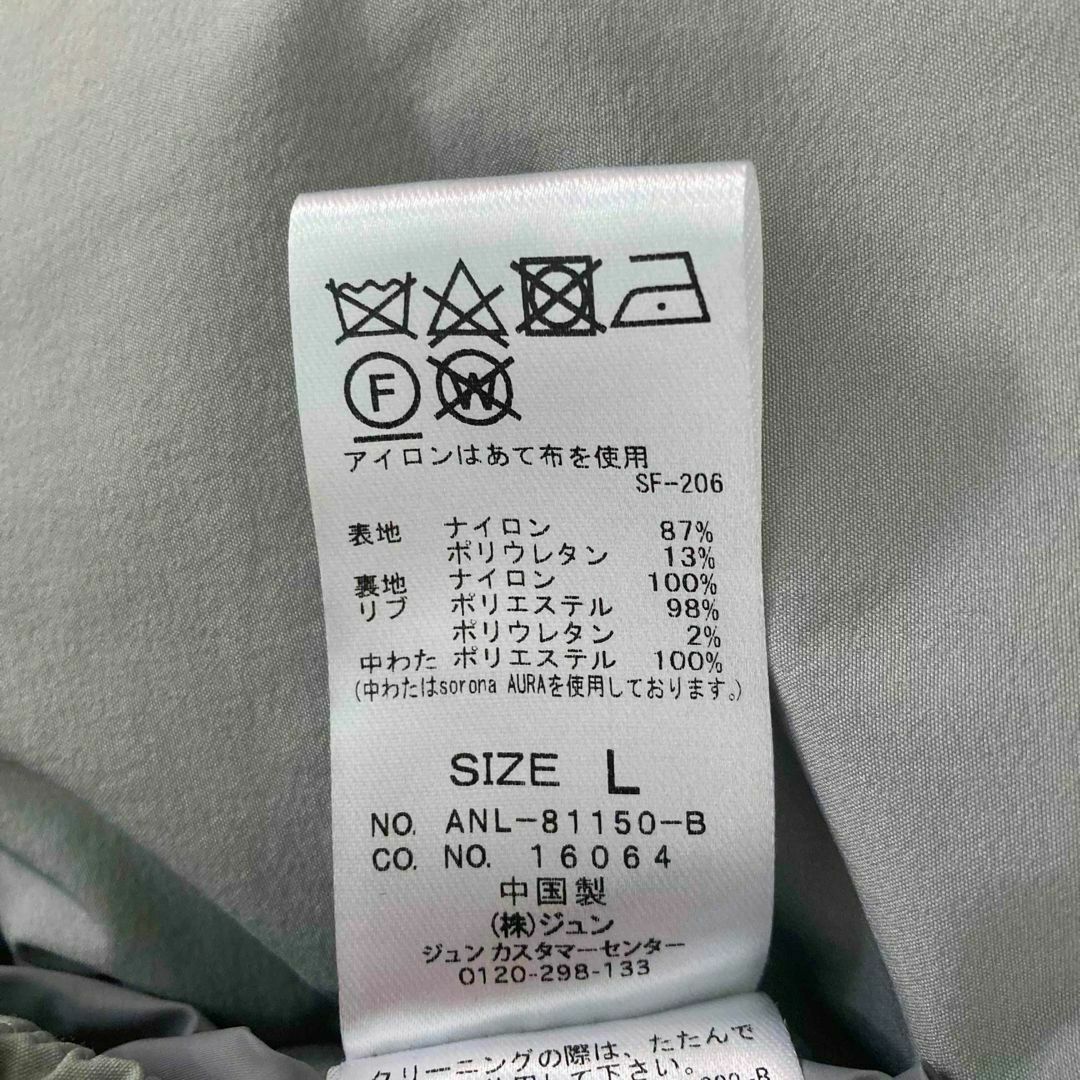 F W
アイロンはあて布を使用
SF-206
表地 ナイロン 87%
ポリウレタン 13%
裏地 ナイロン 100%
リブ ポリエステル 98%
ポリウレタン 2%
中わた ポリエステル 100%
(中わたはsorona AURAを使用しております。)
SIZE L
NO. ANL-81150-B
CO. NO. 16064
中国製
(株)ジュン
ジュン カスタマーセンター
0120-298-133
クリーニングの際は、たたんで
して下さい。